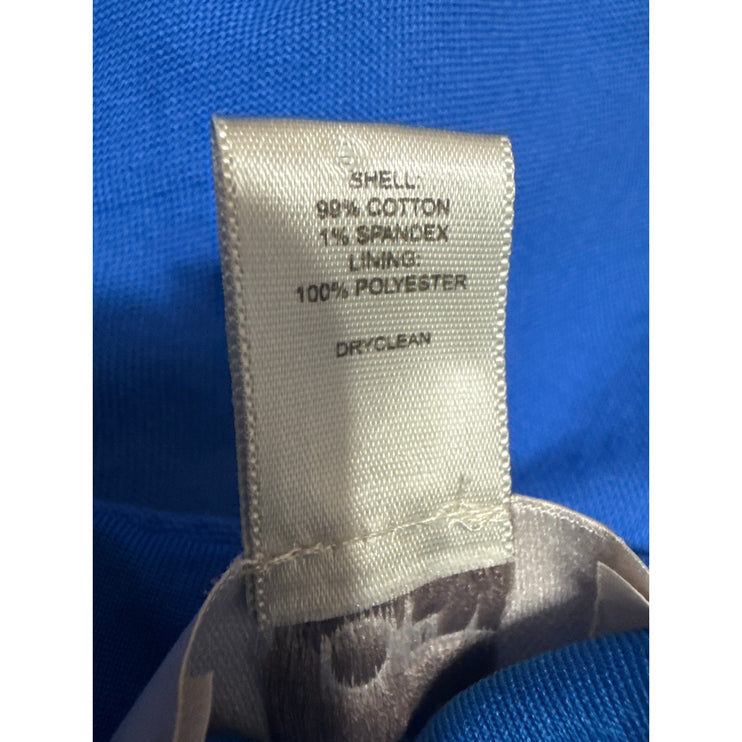 SHELL:
99% COTTON
1% SPANDEX
LINING:
100% POLYESTER
DRYCLEAN